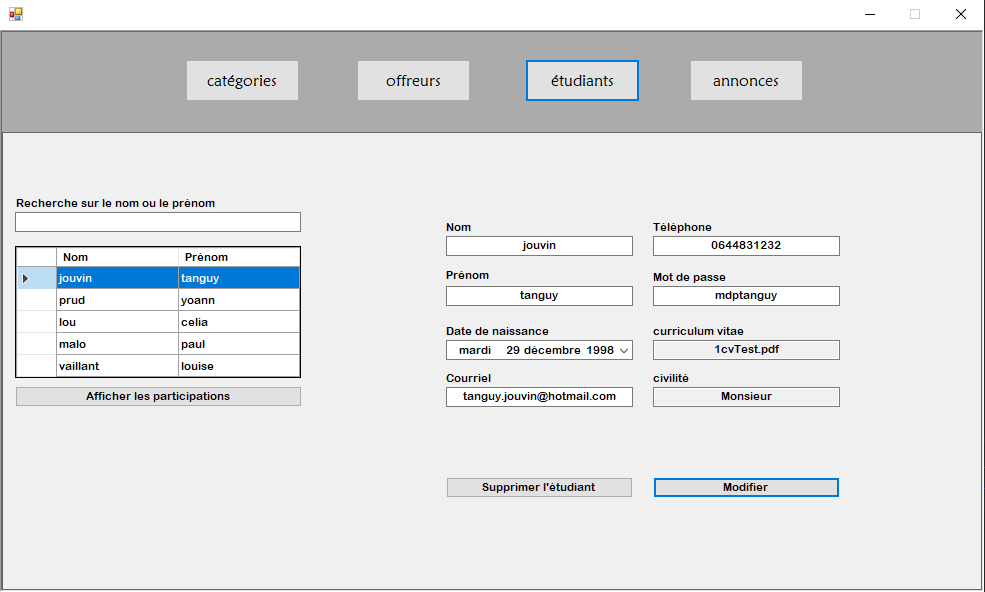 catégories offreurs étudiants annonces
Recherche sur le nom ou le prénom
Nom Prénom
jouvin tanguy
prud yoann
lou celia
malo paul
vaillant louise
Afficher les participations
Nom Téléphone
jouvin 0644831232
Prénom Mot de passe
tanguy mdptanguy
Date de naissance curriculum vitae
mardi 29 décembre 1998 1cvTest.pdf
Courriel civilité
tanguy.jouvin@hotmail.com Monsieur
Supprimer l'étudiant Modifier